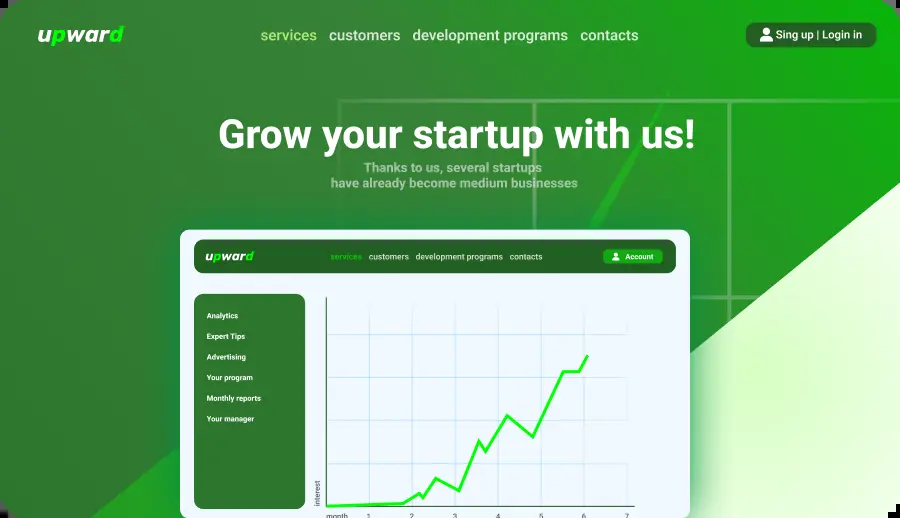 upward
services customers development programs contacts
Sing up | Login in
Grow your startup with us!
Thanks to us, several startups
have already become medium businesses
upward
services customers development programs contacts
Account
Analytics
Expert Tips
Advertising
Your program
Monthly reports
Your manager
interest
month 1 2 3 4 5 6 7